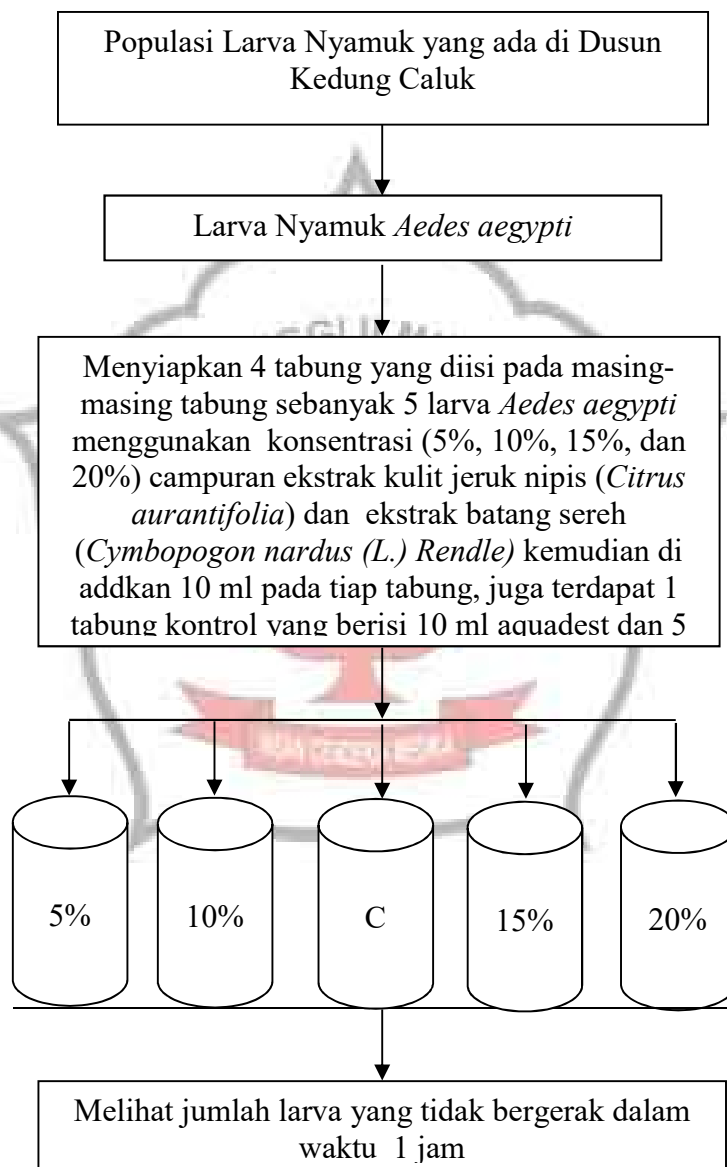 Populasi Larva Nyamuk yang ada di Dusun
Kedung Caluk
Larva Nyamuk Aedes aegypti
Menyiapkan 4 tabung yang diisi pada masing-
masing tabung sebanyak 5 larva Aedes aegypti
menggunakan konsentrasi (5%, 10%, 15%, dan
20%) campuran ekstrak kulit jeruk nipis (Citrus
aurantifolia) dan ekstrak batang sereh
(Cymbopogon nardus (L.) Rendle) kemudian di
addkan 10 ml pada tiap tabung, juga terdapat 1
tabung kontrol yang berisi 10 ml aquadest dan 5
5%
10%
C
15%
20%
Melihat jumlah larva yang tidak bergerak dalam
waktu 1 jam